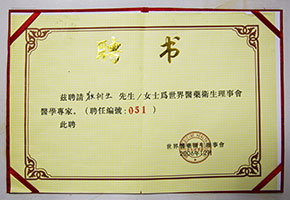 聘书
兹聘請 先生／女士爲世界醫藥衛生理事會
醫學專家。（聘任編號：051）
此聘
世界醫藥衛生理事會